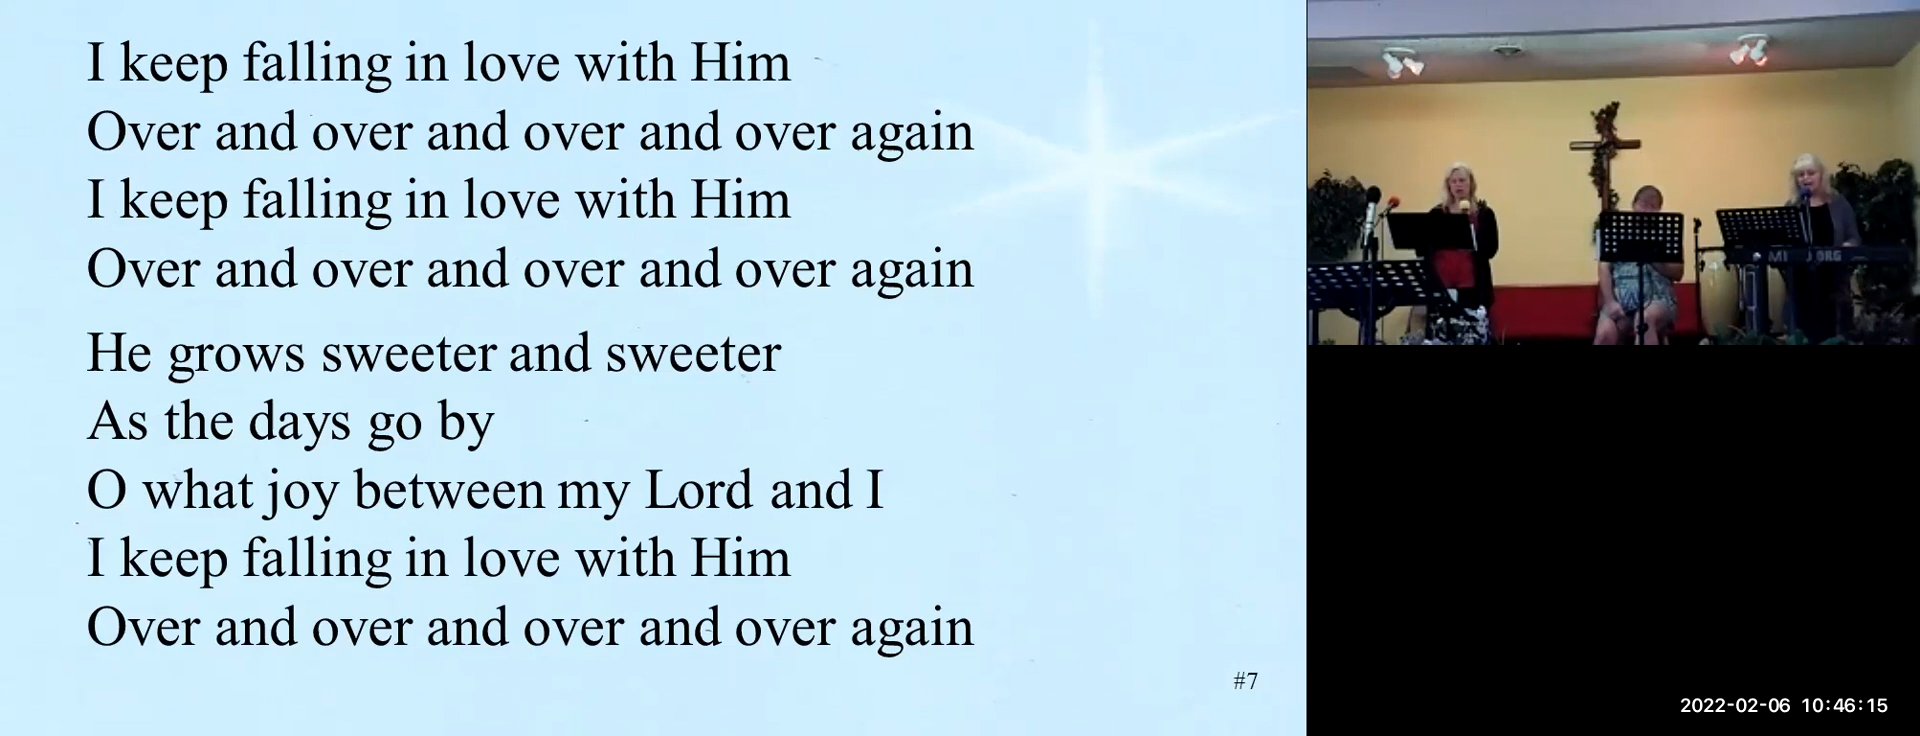 I keep falling in love with Him
Over and over and over and over again
I keep falling in love with Him
Over and over and over and over again
He grows sweeter and sweeter
As the days go by
O what joy between my Lord and I
I keep falling in love with Him
Over and over and over and over again
#7
2022-02-06 10:46:15